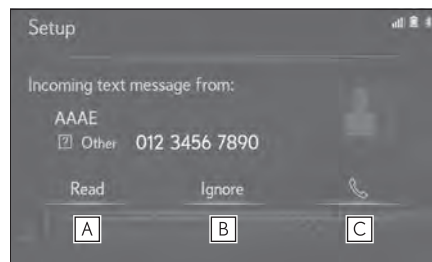 Setup
Incoming text message from:
AAAE
? Other 012 3456 7890
Read Ignore
A B C